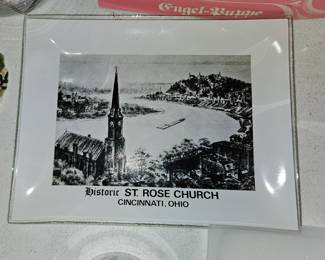 Engel-Puppe
Historic ST. ROSE CHURCH
CINCINNATI, OHIO